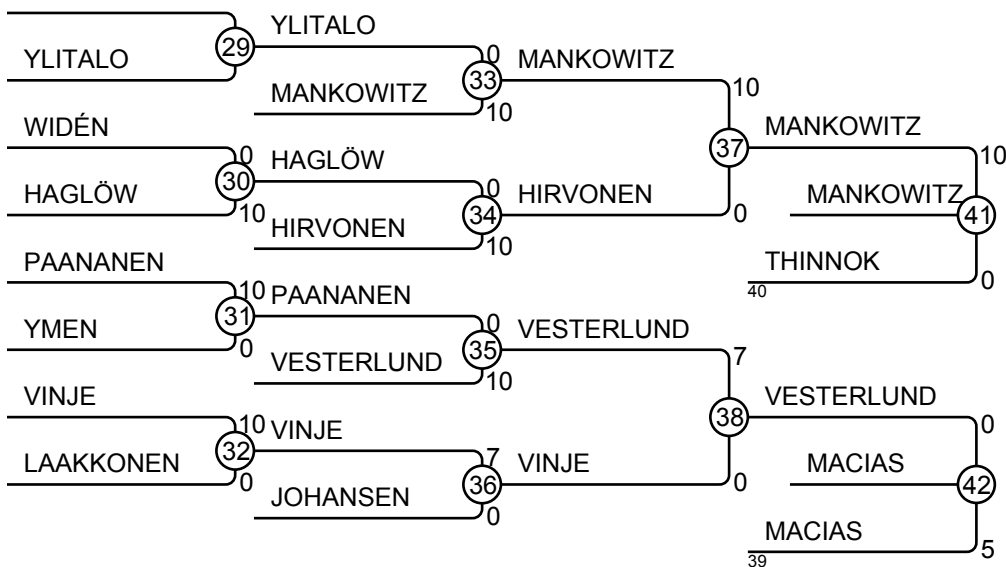 YLITALO
YLITALO 29
0
MANKOWITZ
YLITALO
MANKOWITZ 33
10
10
WIDÉN
MANKOWITZ
37
10
0
HAGLÖW
30
MANKOWITZ
HAGLÖW
0
HIRVONEN
41
10
34
0
HIRVONEN
10
PAANANEN
THINNOK
40
0
10
PAANANEN
31
YMEN
0
VESTERLUND
0
35
7
VESTERLUND
10
VINJE
VESTERLUND
38
0
10
VINJE
32
LAAKKONEN
7
VINJE
MACIAS
42
0
36
0
JOHANSEN
0
MACIAS
39
5